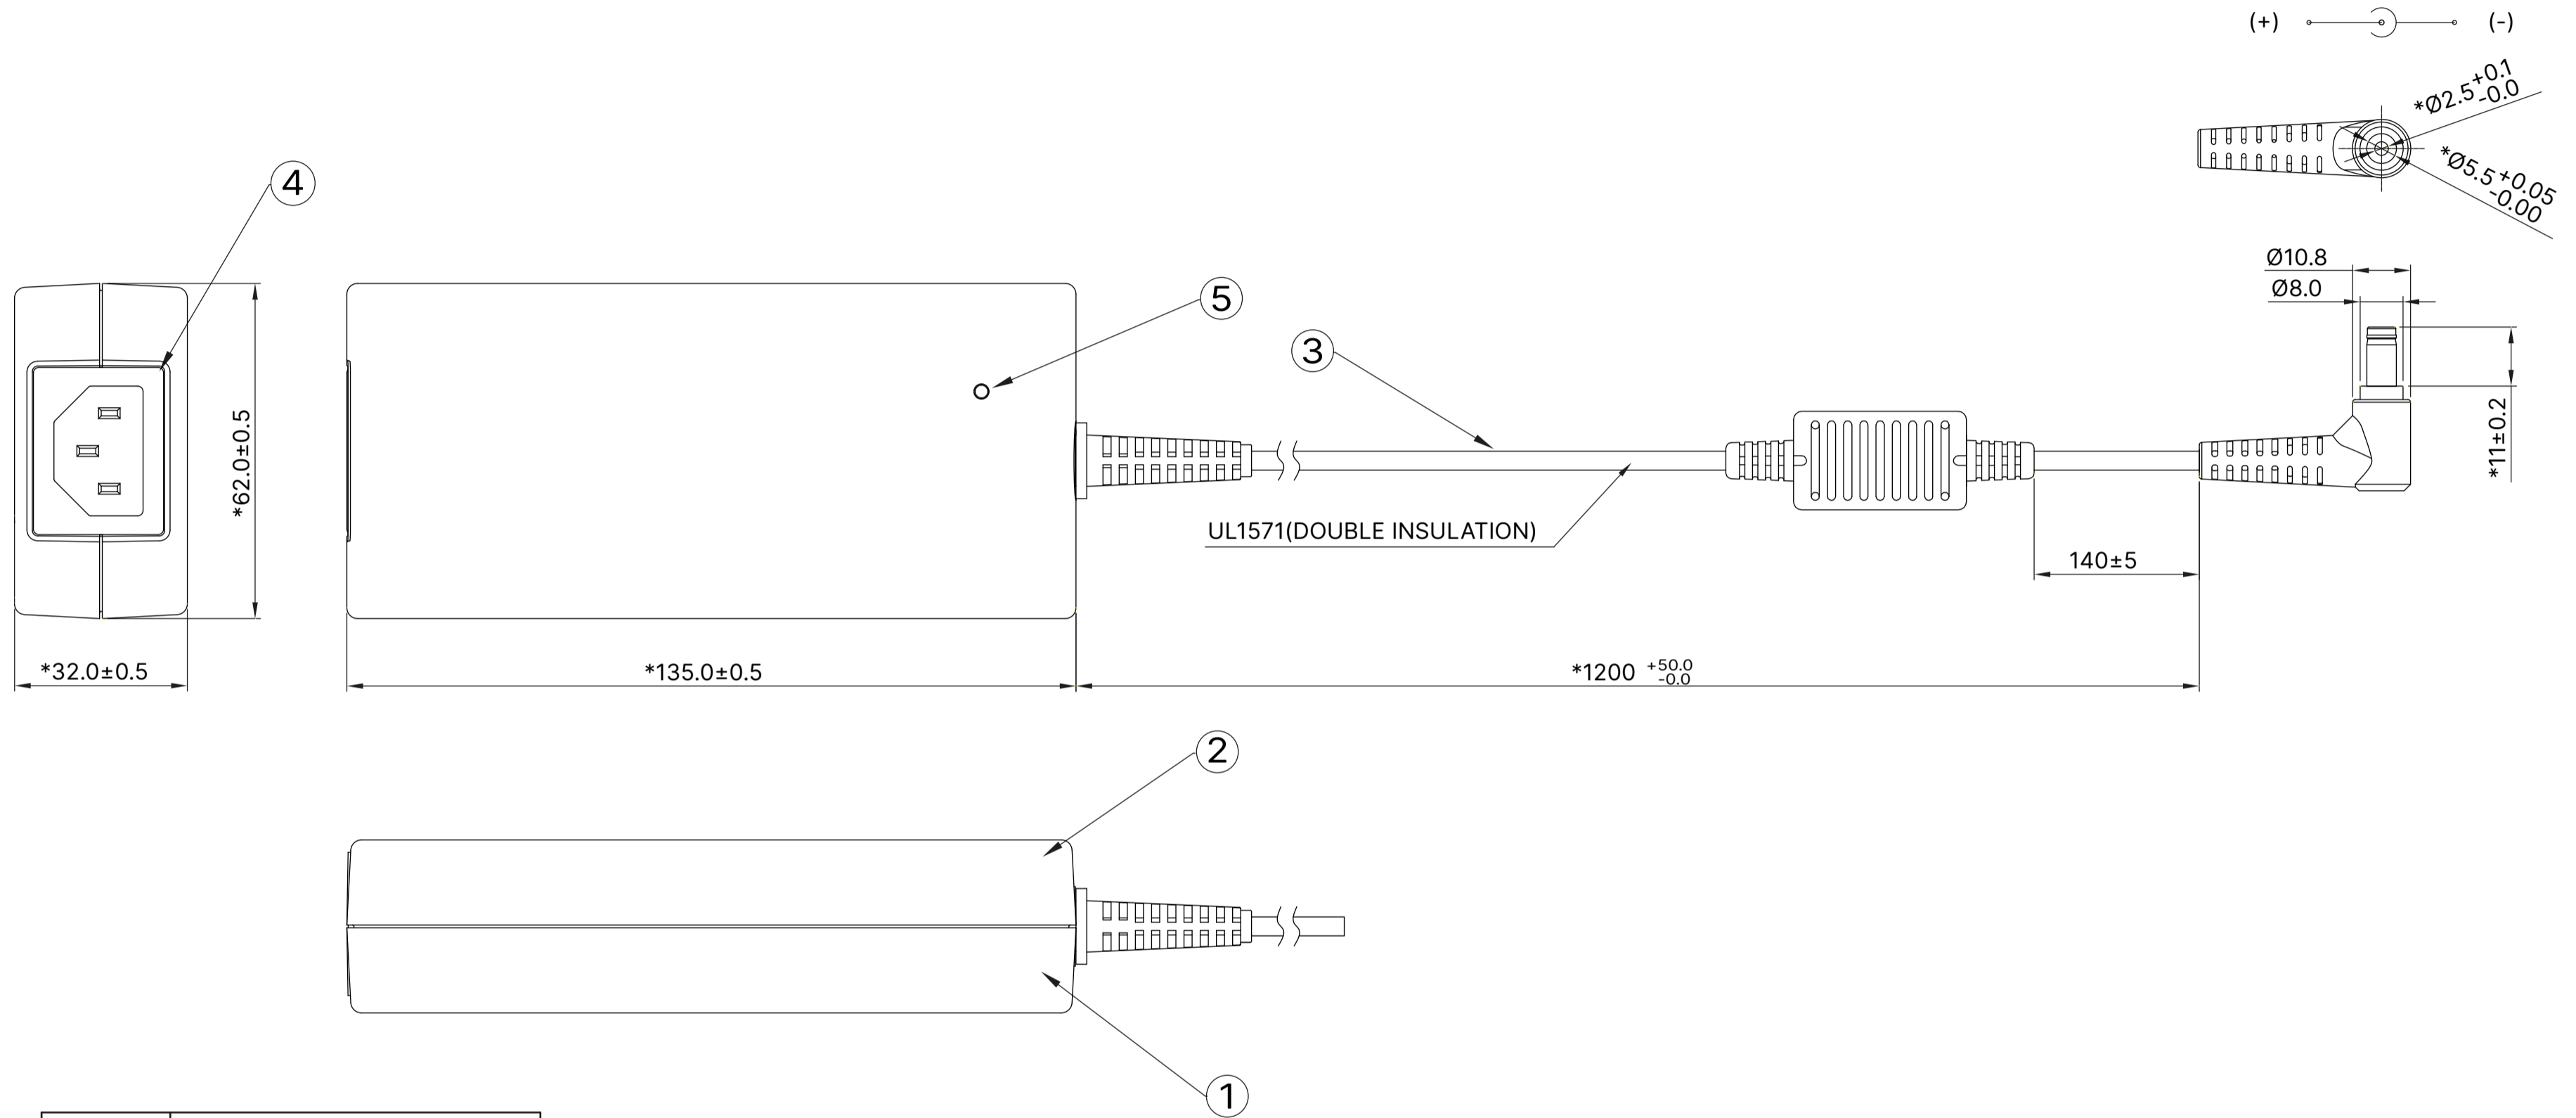 (+) (-)
*Ø2.5 +0.1 -0.0
*Ø5.5 +0.05 -0.00
4
Ø10.8
5
Ø8.0
3
*62.0±0.5
*11±0.2
UL1571(DOUBLE INSULATION)
140±5
*32.0±0.5
*135.0±0.5
*1200 +50.0 -0.0
2
1